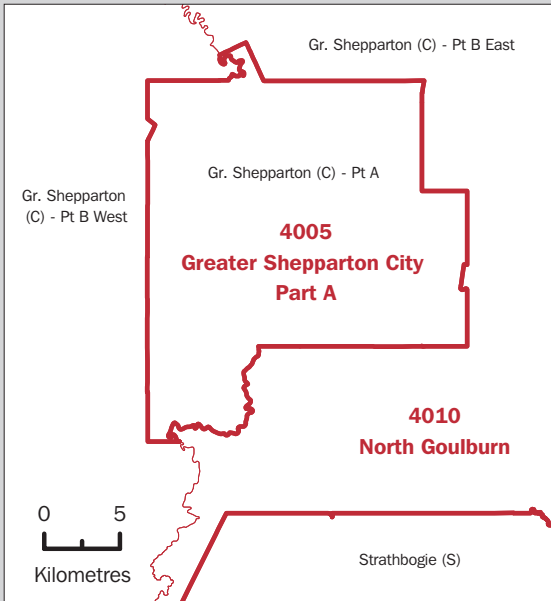 Gr. Shepparton (C) - Pt B East
Gr. Shepparton (C) - Pt A
Gr. Shepparton
(C) - Pt B West
4005
Greater Shepparton City
Part A
4010
North Goulburn
0 5
Kilometres
Strathbogie (S)